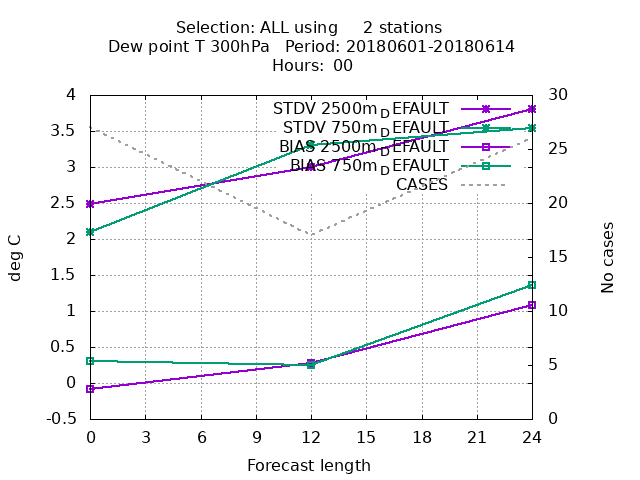 Selection: ALL using     2 stations
Dew point T 300hPa   Period: 20180601-20180614
Hours:  00
4
3.5
3
2.5
2
1.5
1
0.5
0
-0.5
deg C
STDV 2500m_DEFAULT
STDV 750m_DEFAULT
BIAS 2500m_DEFAULT
BIAS 750m_DEFAULT
CASES
30
25
20
15
10
5
0
No cases
0 3 6 9 12 15 18 21 24
Forecast length